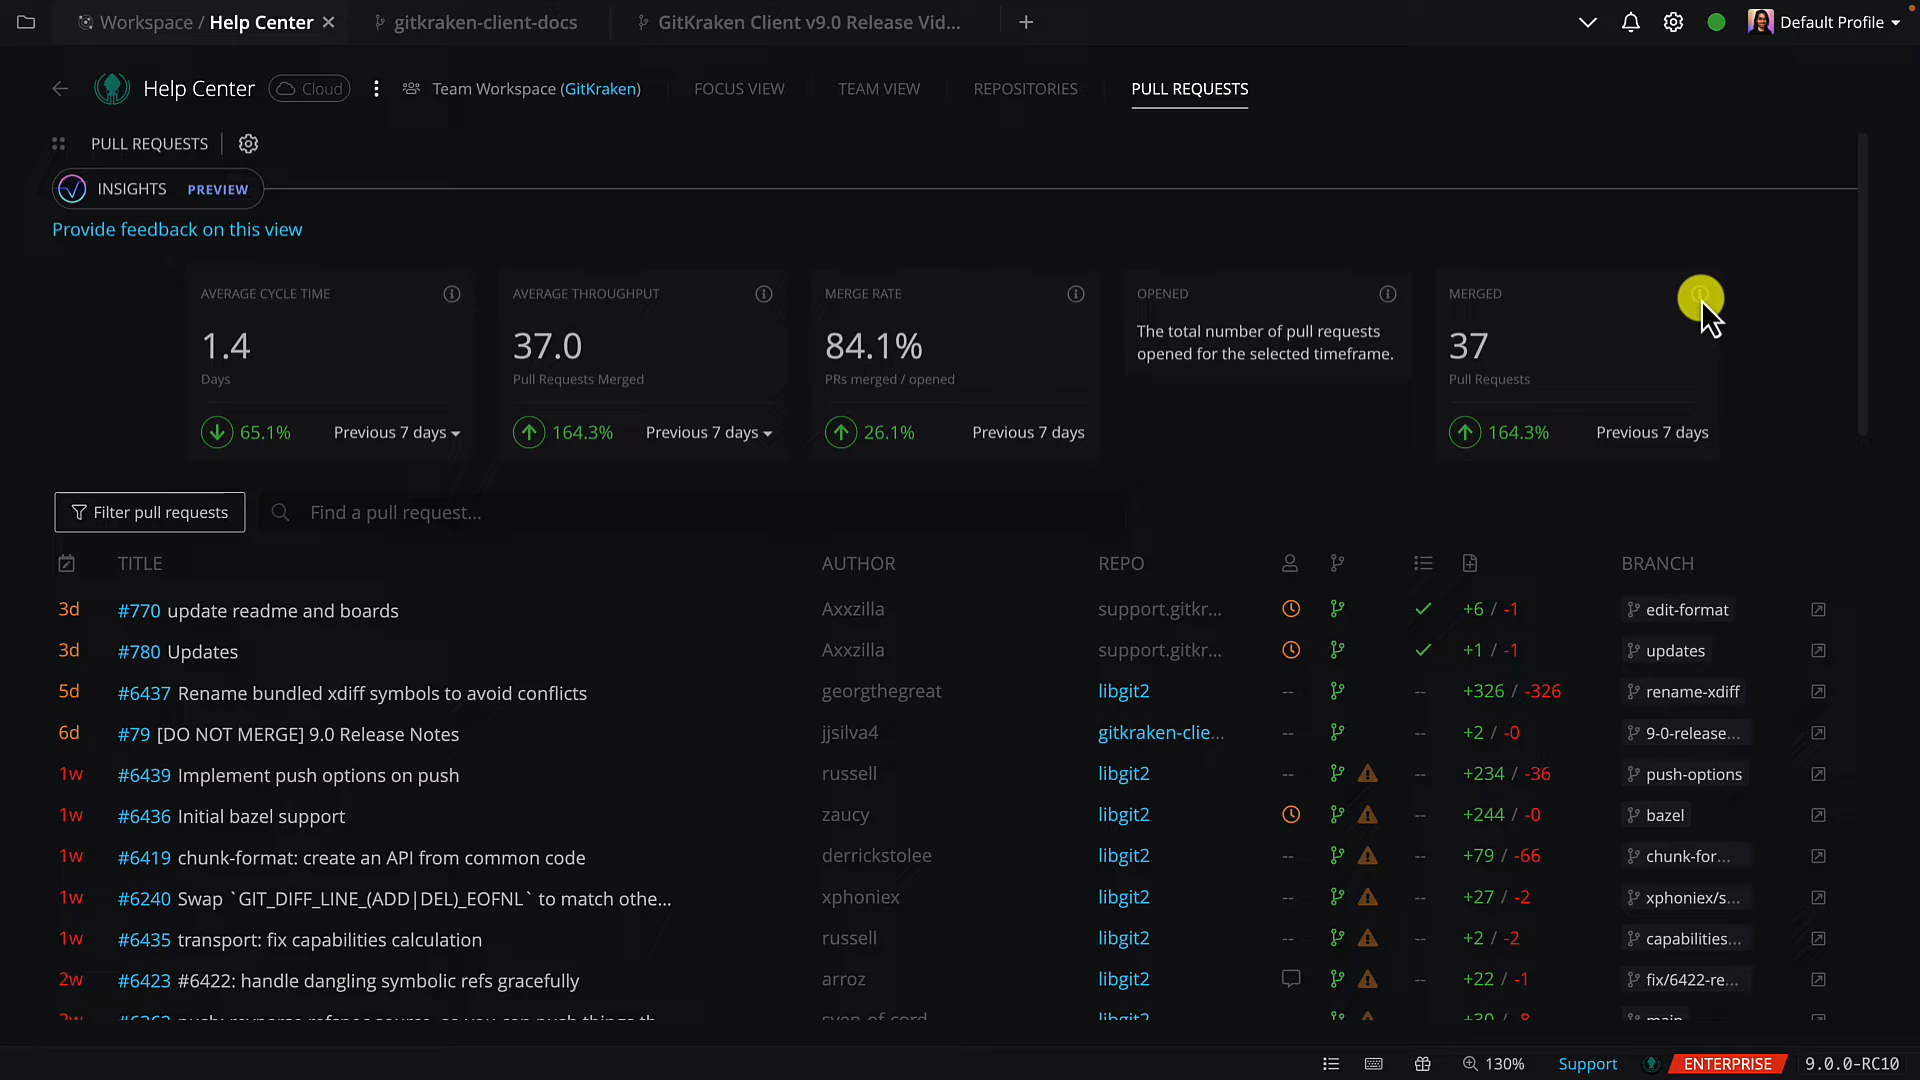 Workspace / Help Center
gitkraken-client-docs
GitKraken Client v9.0 Release Vid...
Default Profile
Help Center
Cloud
Team Workspace (GitKraken)
FOCUS VIEW
TEAM VIEW
REPOSITORIES
PULL REQUESTS
PULL REQUESTS
INSIGHTS PREVIEW
Provide feedback on this view
AVERAGE CYCLE TIME
1.4
Days
65.1% Previous 7 days
AVERAGE THROUGHPUT
37.0
Pull Requests Merged
164.3% Previous 7 days
MERGE RATE
84.1%
PRs merged / opened
26.1% Previous 7 days
OPENED
The total number of pull requests
opened for the selected timeframe.
MERGED
37
Pull Requests
164.3% Previous 7 days
Filter pull requests
Find a pull request...
TITLE AUTHOR REPO BRANCH
3d #770 update readme and boards Axxzilla support.gitkr... +6 / -1 edit-format
3d #780 Updates Axxzilla support.gitkr... +1 / -1 updates
5d #6437 Rename bundled xdiff symbols to avoid conflicts georgthegreat libgit2 -- -- +326 / -326 rename-xdiff
6d #79 [DO NOT MERGE] 9.0 Release Notes jjsilva4 gitkraken-clie... -- -- +2 / -0 9-0-release...
1w #6439 Implement push options on push russell libgit2 -- -- +234 / -36 push-options
1w #6436 Initial bazel support zaucy libgit2 -- +244 / -0 bazel
1w #6419 chunk-format: create an API from common code derrickstolee libgit2 -- -- +79 / -66 chunk-for...
1w #6240 Swap `GIT_DIFF_LINE_(ADD|DEL)_EOFNL` to match othe... xphoniex libgit2 -- -- +27 / -2 xphoniex/s...
1w #6435 transport: fix capabilities calculation russell libgit2 -- -- +2 / -2 capabilities...
2w #6423 #6422: handle dangling symbolic refs gracefully arroz libgit2 -- +22 / -1 fix/6422-re...
libgit2 main
130% Support ENTERPRISE 9.0.0-RC10